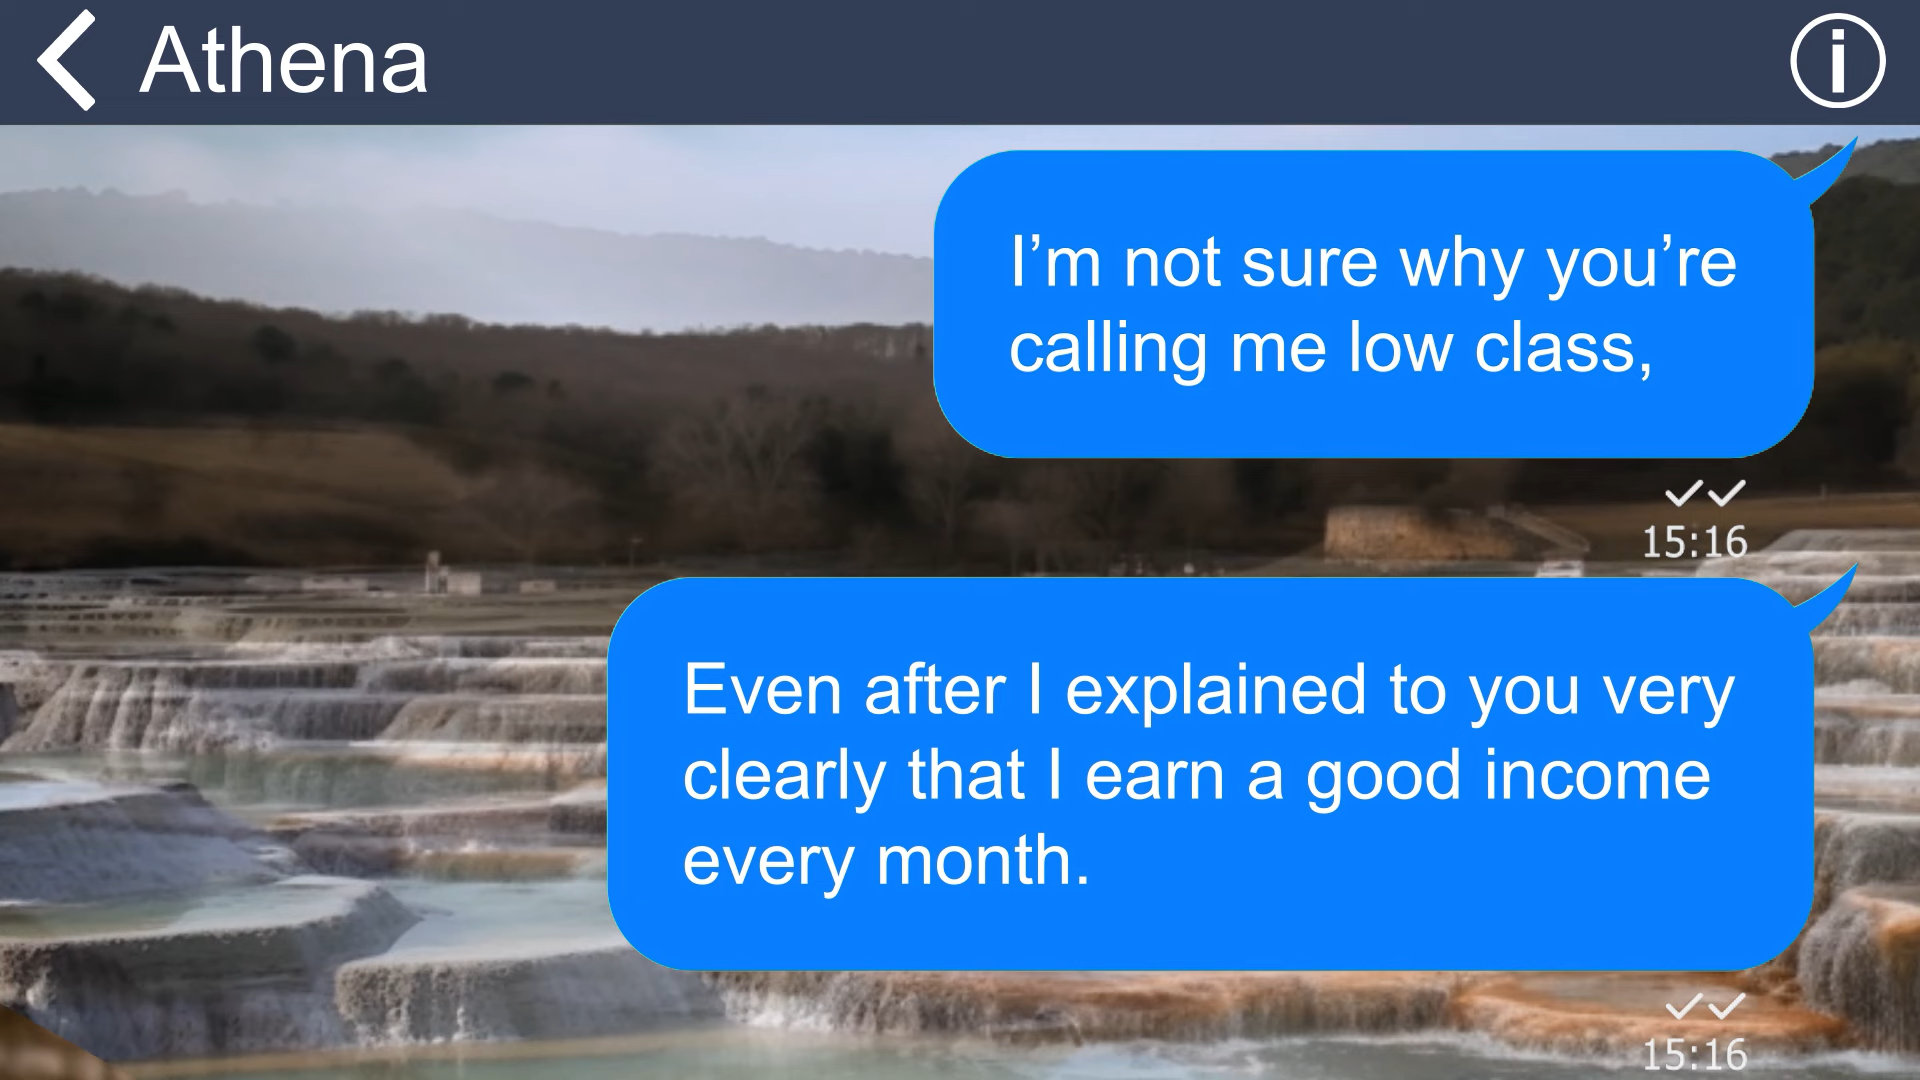 Athena
I’m not sure why you’re
calling me low class,
15:16
Even after I explained to you very
clearly that I earn a good income
every month.
15:16